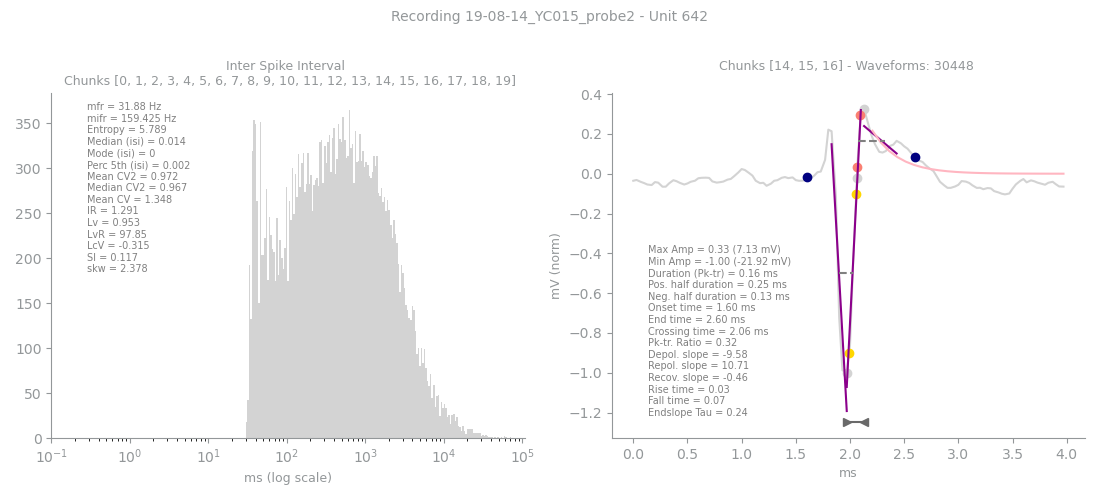 Recording 19-08-14_YC015_probe2 - Unit 642
Inter Spike Interval
Chunks [0, 1, 2, 3, 4, 5, 6, 7, 8, 9, 10, 11, 12, 13, 14, 15, 16, 17, 18, 19]
mfr = 31.88 Hz
mifr = 159.425 Hz
Entropy = 5.789
Median (isi) = 0.014
Mode (isi) = 0
Perc 5th (isi) = 0.002
Mean CV2 = 0.972
Median CV2 = 0.967
Mean CV = 1.348
IR = 1.291
Lv = 0.953
LvR = 97.85
LcV = -0.315
SI = 0.117
skw = 2.378
350
300
250
200
150
100
50
0
10⁻¹ 10⁰ 10¹ 10² 10³ 10⁴ 10⁵
ms (log scale)
Chunks [14, 15, 16] - Waveforms: 30448
0.4
0.2
0.0
−0.2
−0.4
−0.6
−0.8
−1.0
−1.2
mV (norm)
Max Amp = 0.33 (7.13 mV)
Min Amp = -1.00 (-21.92 mV)
Duration (Pk-tr) = 0.16 ms
Pos. half duration = 0.25 ms
Neg. half duration = 0.13 ms
Onset time = 1.60 ms
End time = 2.60 ms
Crossing time = 2.06 ms
Pk-tr. Ratio = 0.32
Depol. slope = -9.58
Repol. slope = 10.71
Recov. slope = -0.46
Rise time = 0.03
Fall time = 0.07
Endslope Tau = 0.24
0.0 0.5 1.0 1.5 2.0 2.5 3.0 3.5 4.0
ms